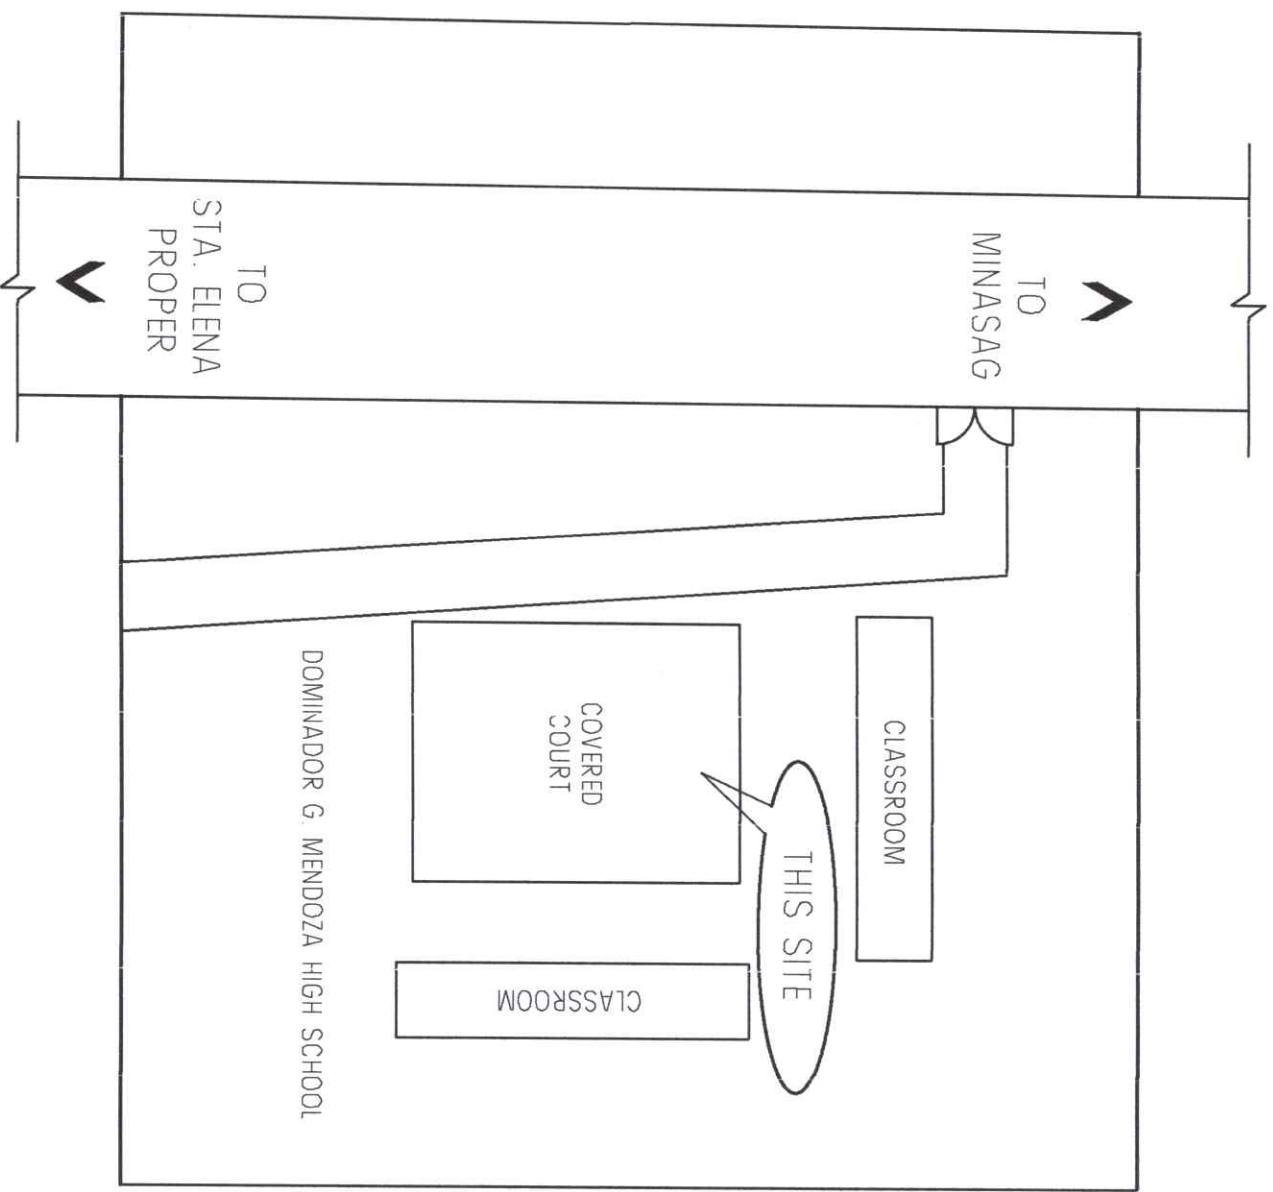 TO
MINASAG
TO
STA. ELENA
PROPER
CLASSROOM
THIS SITE
COVERED
COURT
CLASSROOM
DOMINADOR G. MENDOZA HIGH SCHOOL